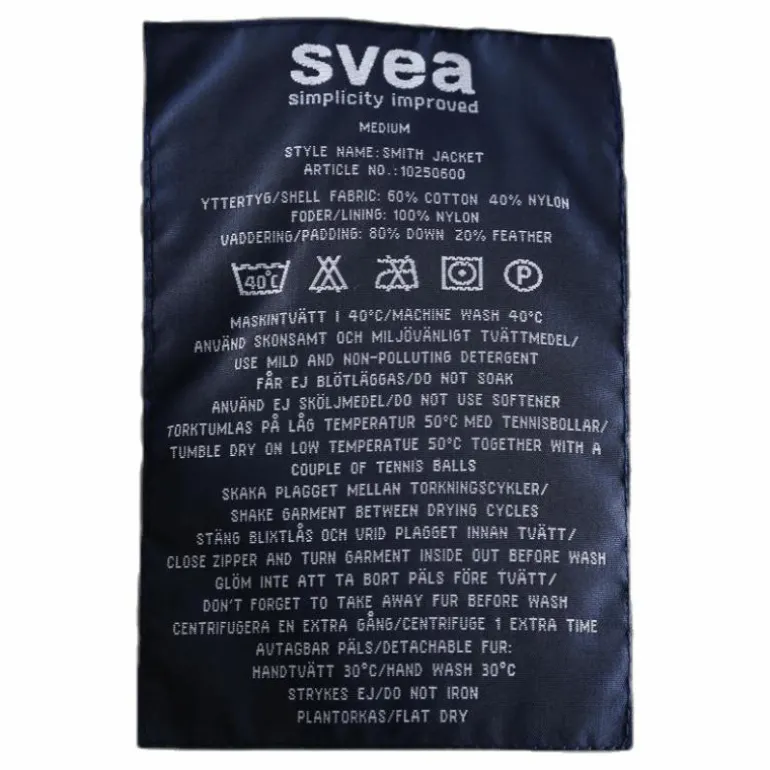 svea
simplicity improved
MEDIUM
STYLE NAME:SMITH JACKET
ARTICLE NO.:10250600
YTTERTYG/SHELL FABRIC: 60% COTTON 40% NYLON
FODER/LINING: 100% NYLON
VADDERING/PADDING: 80% DOWN 20% FEATHER
40°C P
MASKINTVÄTT I 40°C/MACHINE WASH 40°C
ANVÄND SKONSAMT OCH MILJÖVÄNLIGT TVÄTTMEDEL/
USE MILD AND NON-POLLUTING DETERGENT
FÅR EJ BLÖTLÄGGAS/DO NOT SOAK
ANVÄND EJ SKÖLJMEDEL/DO NOT USE SOFTENER
TORKTUMLAS PÅ LÅG TEMPERATUR 50°C MED TENNISBOLLAR/
TUMBLE DRY ON LOW TEMPERATUE 50°C TOGETHER WITH A
COUPLE OF TENNIS BALLS
SKAKA PLAGGET MELLAN TORKNINGSCYKLER/
SHAKE GARMENT BETWEEN DRYING CYCLES
STÄNG BLIXTLÅS OCH VRID PLAGGET INNAN TVÄTT/
CLOSE ZIPPER AND TURN GARMENT INSIDE OUT BEFORE WASH
GLÖM INTE ATT TA BORT PÄLS FÖRE TVÄTT/
DON'T FORGET TO TAKE AWAY FUR BEFORE WASH
CENTRIFUGERA EN EXTRA GÅNG/CENTRIFUGE 1 EXTRA TIME
AVTAGBAR PÄLS/DETACHABLE FUR:
HANDTVÄTT 30°C/HAND WASH 30°C
STRYKES EJ/DO NOT IRON
PLANTORKAS/FLAT DRY